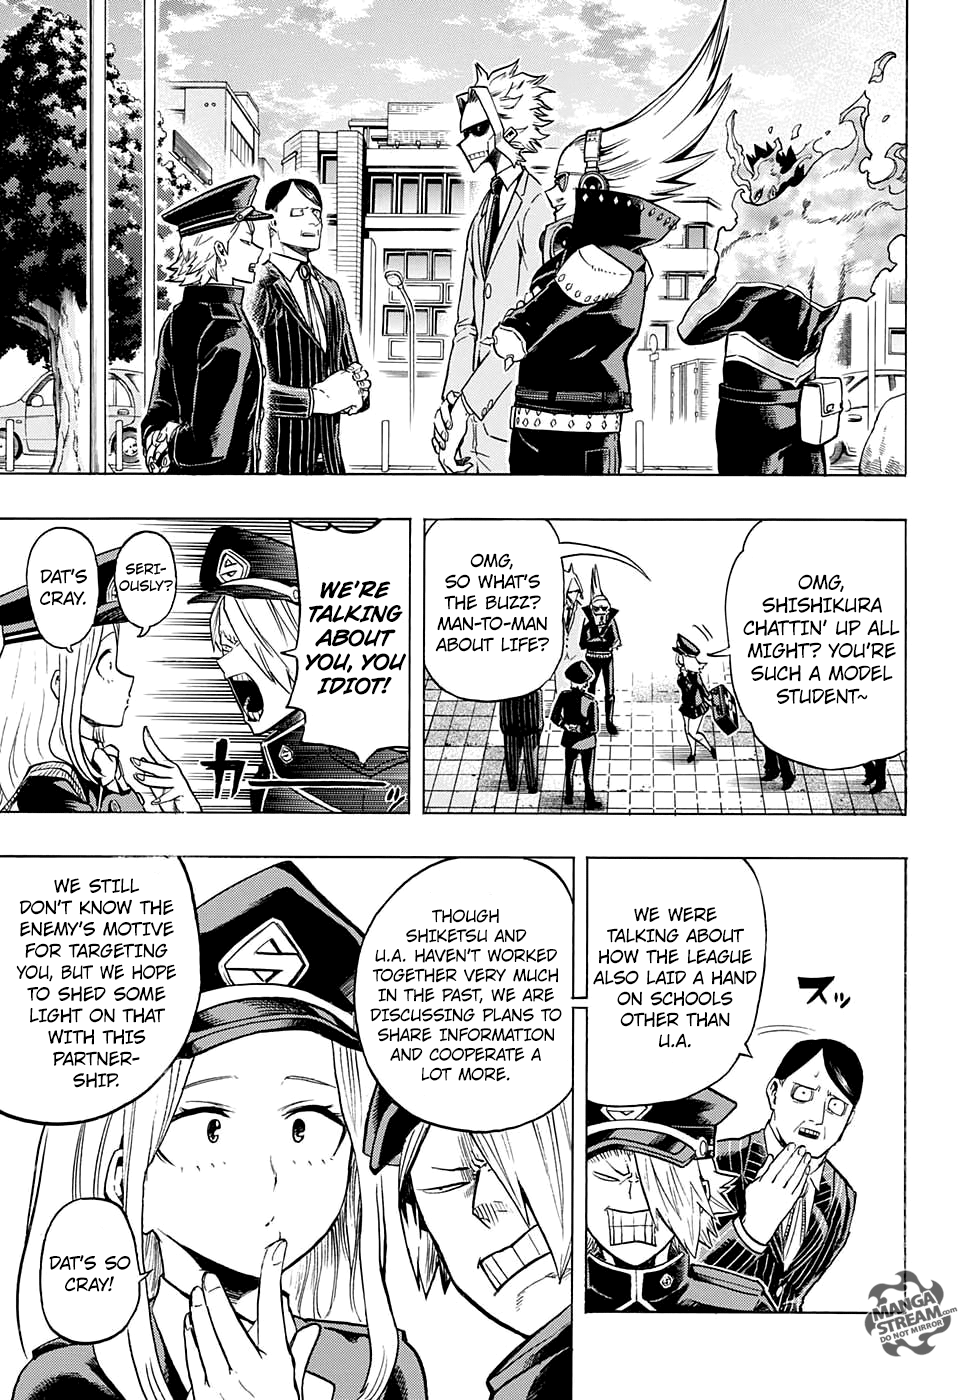 OMG,
SHISHIKURA
CHATTIN' UP ALL
MIGHT? YOU'RE
SUCH A MODEL
STUDENT~
OMG,
SO WHAT'S
THE BUZZ?
MAN-TO-MAN
ABOUT LIFE?
WE'RE
TALKING
ABOUT
YOU, YOU
IDIOT!
SERI-
OUSLY?
DAT'S
CRAY.
カーッ
WE WERE
TALKING ABOUT
HOW THE LEAGUE
ALSO LAID A HAND
ON SCHOOLS
OTHER THAN
U.A.
スッ
THOUGH
SHIKETSU AND
U.A. HAVEN'T WORKED
TOGETHER VERY MUCH
IN THE PAST, WE ARE
DISCUSSING PLANS TO
SHARE INFORMATION
AND COOPERATE A
LOT MORE.
WE STILL
DON'T KNOW THE
ENEMY'S MOTIVE
FOR TARGETING
YOU, BUT WE HOPE
TO SHED SOME
LIGHT ON THAT
WITH THIS
PARTNER-
SHIP.
DAT'S SO
CRAY!
MANGA
STREAM.com
DO NOT MIRROR